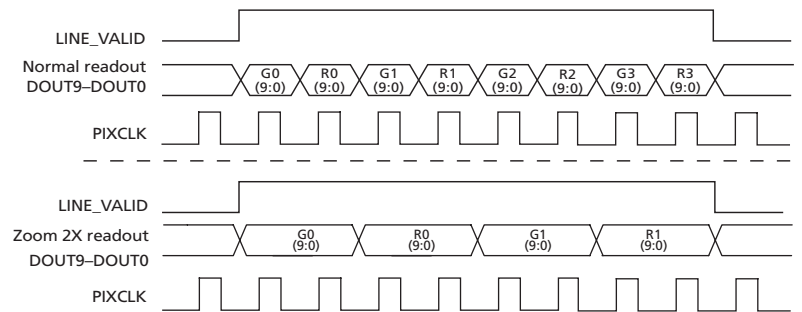 LINE_VALID
Normal readout
DOUT9–DOUT0
G0 R0 G1 R1 G2 R2 G3 R3
(9:0) (9:0) (9:0) (9:0) (9:0) (9:0) (9:0) (9:0)
PIXCLK
LINE_VALID
Zoom 2X readout
DOUT9–DOUT0
G0 R0 G1 R1
(9:0) (9:0) (9:0) (9:0)
PIXCLK